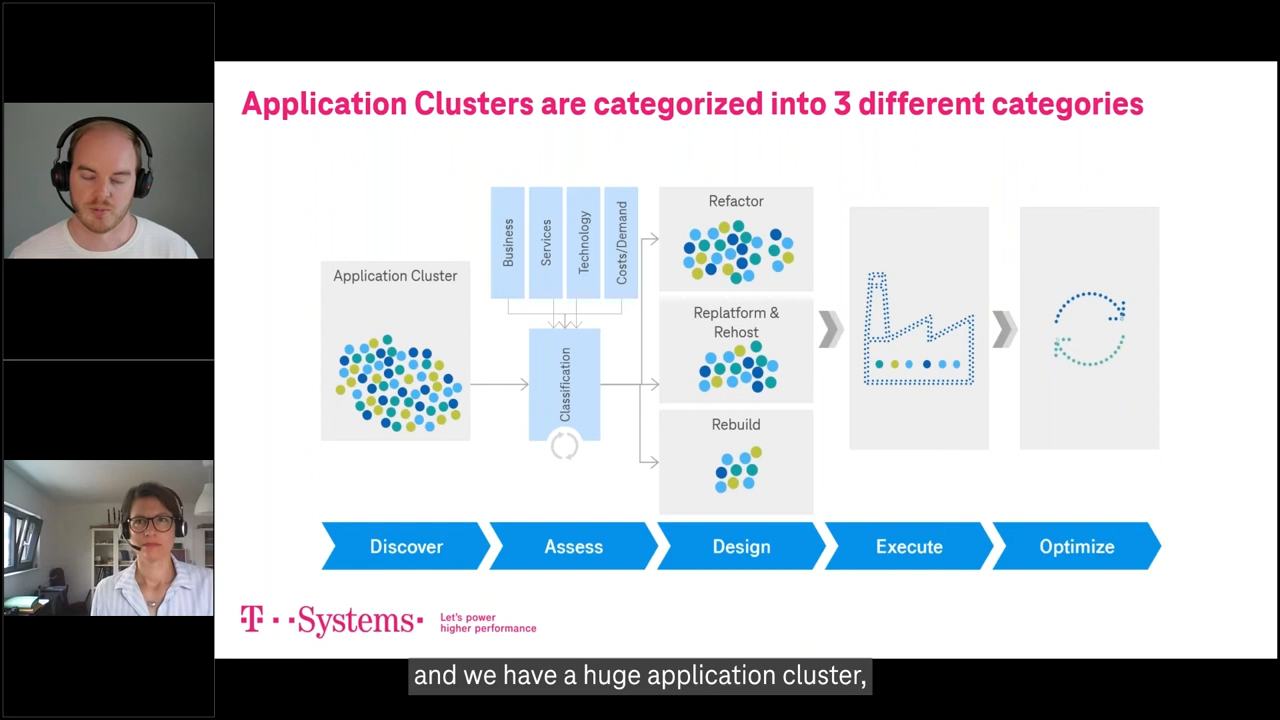 Application Clusters are categorized into 3 different categories
Application Cluster
Business
Services
Technology
Costs/Demand
Classification
Refactor
Replatform &
Rehost
Rebuild
Discover
Assess
Design
Execute
Optimize
T··Systems·
Let's power
higher performance
and we have a huge application cluster,